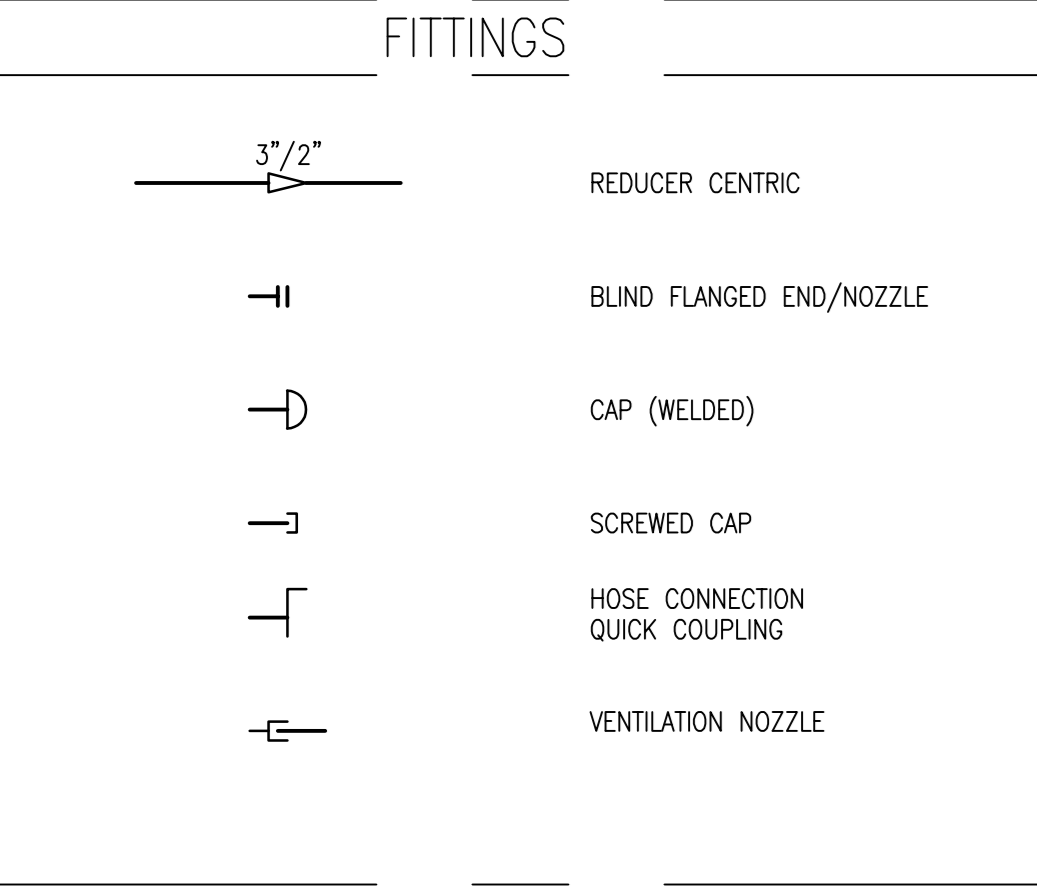 FITTINGS
3”/2”
REDUCER CENTRIC
BLIND FLANGED END/NOZZLE
CAP (WELDED)
SCREWED CAP
HOSE CONNECTION
QUICK COUPLING
VENTILATION NOZZLE